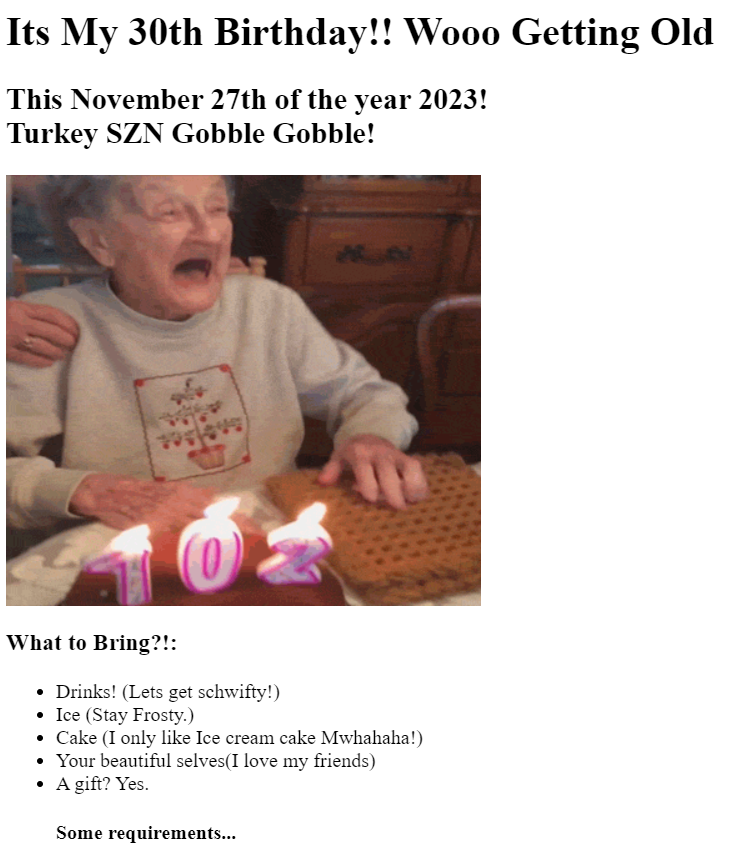 Its My 30th Birthday!! Wooo Getting Old
This November 27th of the year 2023!
Turkey SZN Gobble Gobble!
102
What to Bring?!:
Drinks! (Lets get schwifty!)
Ice (Stay Frosty.)
Cake (I only like Ice cream cake Mwhahaha!)
Your beautiful selves(I love my friends)
A gift? Yes.
Some requirements...